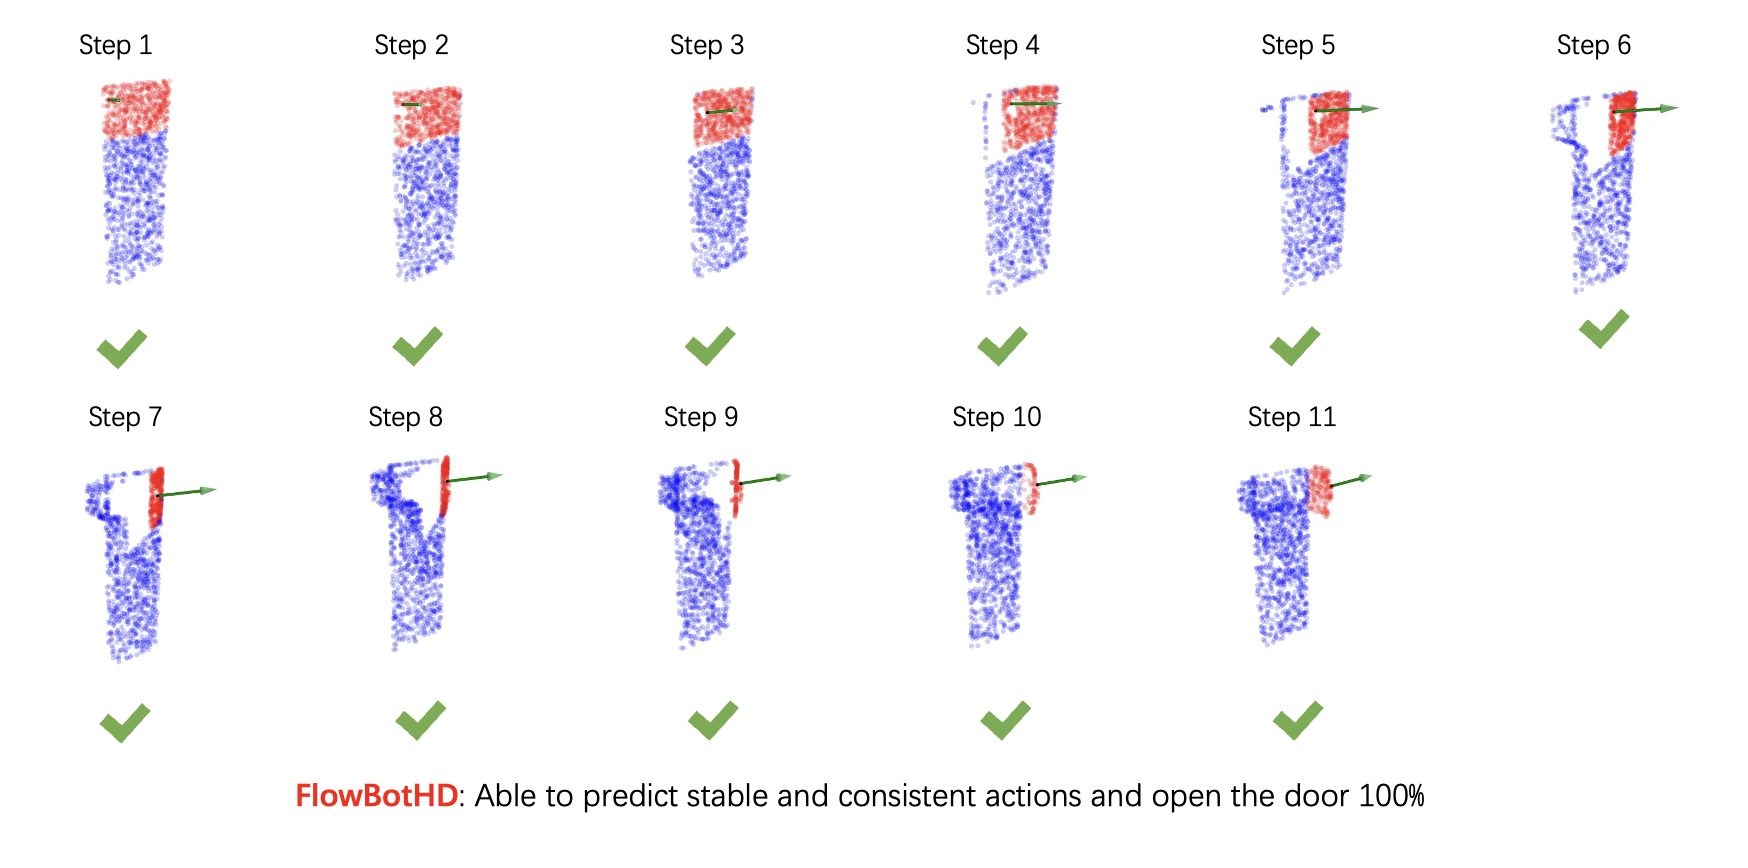 Step 1
Step 2
Step 3
Step 4
Step 5
Step 6
Step 7
Step 8
Step 9
Step 10
Step 11
FlowBotHD: Able to predict stable and consistent actions and open the door 100%